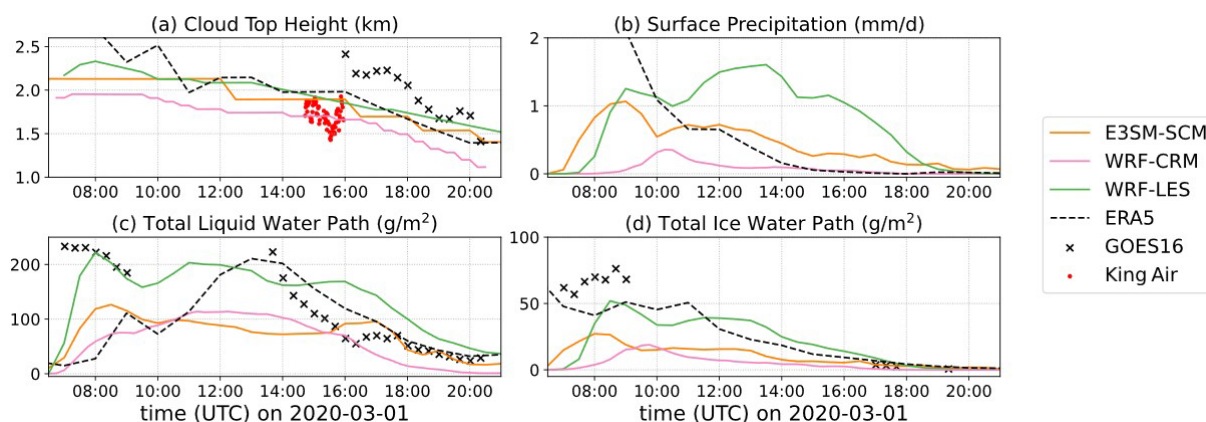 (a) Cloud Top Height (km)
2.5
2.0
1.5
1.0
08:00 10:00 12:00 14:00 16:00 18:00 20:00
(b) Surface Precipitation (mm/d)
2
1
0
08:00 10:00 12:00 14:00 16:00 18:00 20:00
(c) Total Liquid Water Path (g/m²)
200
100
0
08:00 10:00 12:00 14:00 16:00 18:00 20:00
time (UTC) on 2020-03-01
(d) Total Ice Water Path (g/m²)
100
50
0
08:00 10:00 12:00 14:00 16:00 18:00 20:00
time (UTC) on 2020-03-01
E3SM-SCM
WRF-CRM
WRF-LES
ERA5
GOES16
King Air